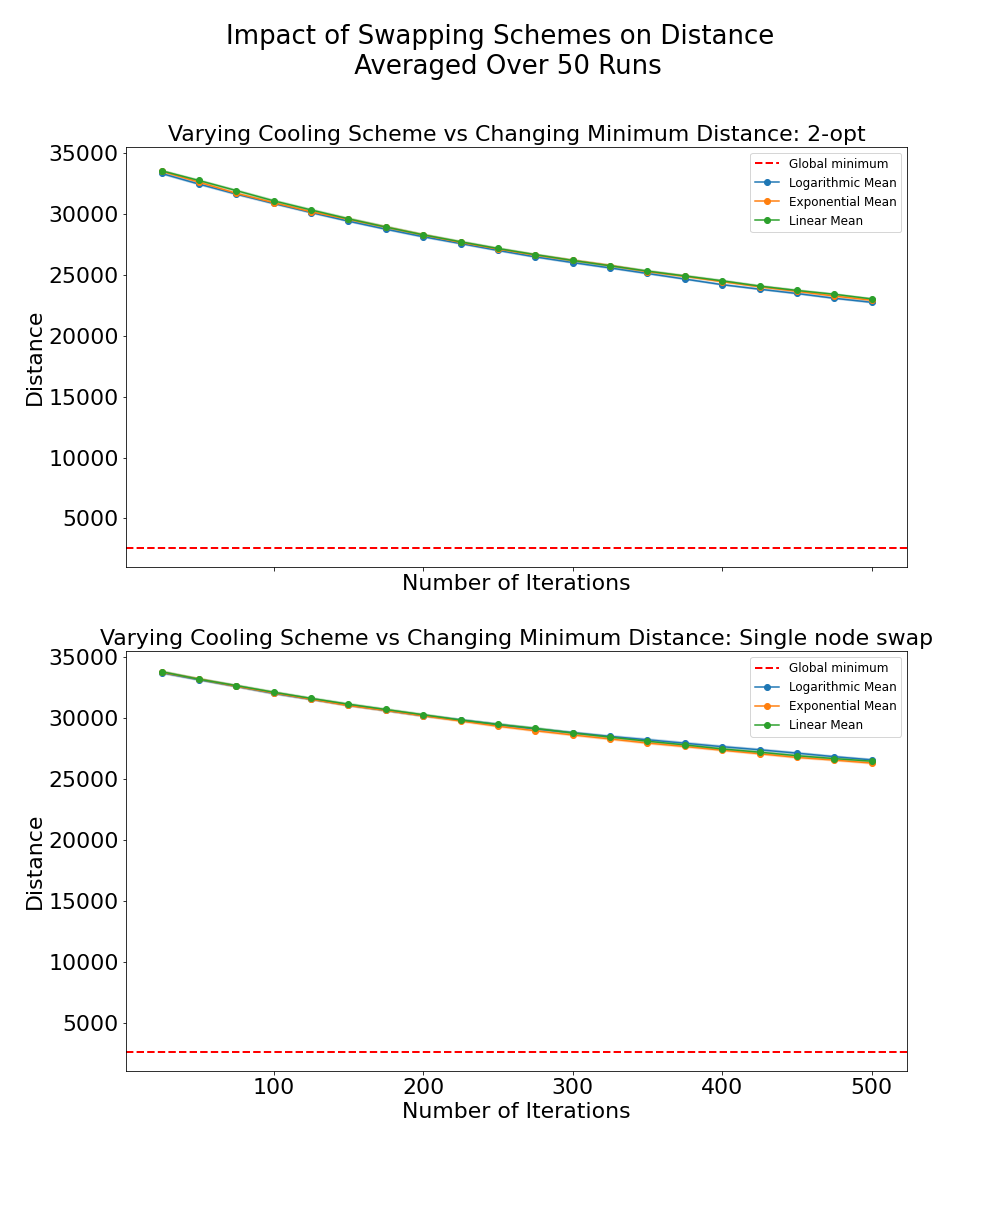 Impact of Swapping Schemes on Distance
Averaged Over 50 Runs
Varying Cooling Scheme vs Changing Minimum Distance: 2-opt
35000
30000
25000
20000
15000
10000
5000
Distance
Global minimum
Logarithmic Mean
Exponential Mean
Linear Mean
Number of Iterations
Varying Cooling Scheme vs Changing Minimum Distance: Single node swap
35000
30000
25000
20000
15000
10000
5000
Distance
Global minimum
Logarithmic Mean
Exponential Mean
Linear Mean
100 200 300 400 500
Number of Iterations